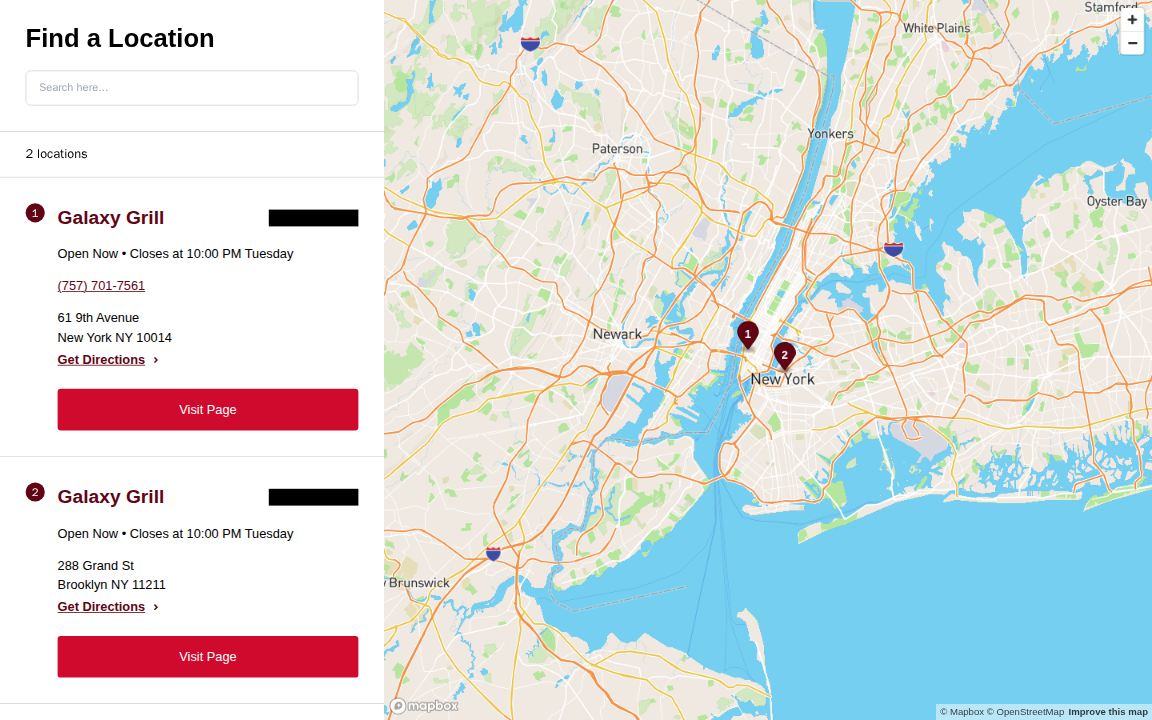 Find a Location
Search here...
2 locations
1
Galaxy Grill
Open Now • Closes at 10:00 PM Tuesday
(757) 701-7561
61 9th Avenue
New York NY 10014
Get Directions
Visit Page
2
Galaxy Grill
Open Now • Closes at 10:00 PM Tuesday
288 Grand St
Brooklyn NY 11211
Get Directions
Visit Page
Stamford
White Plains
Yonkers
Paterson
Oyster Bay
Newark
1
2
New York
Brunswick
mapbox
© Mapbox © OpenStreetMap Improve this map